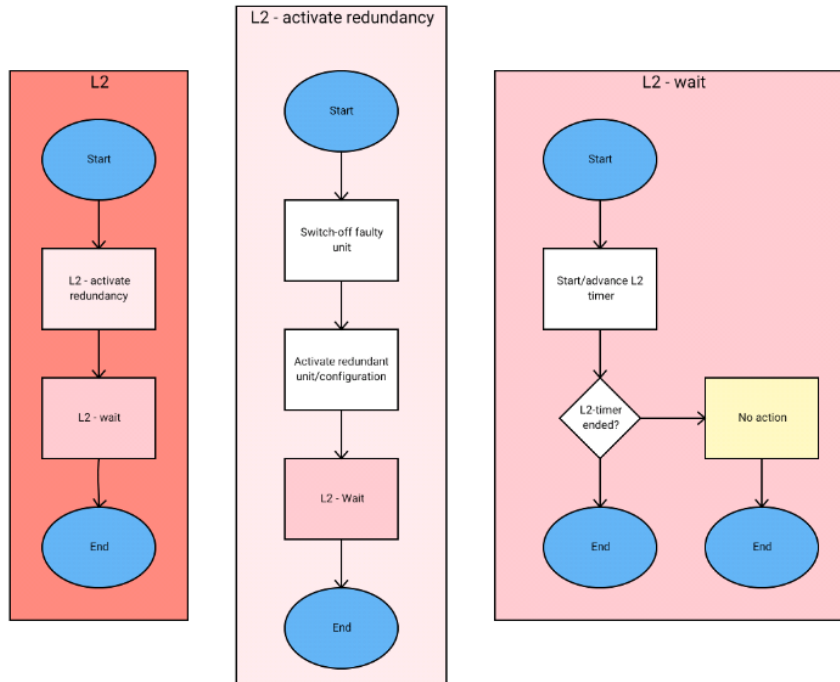 L2
Start
L2 - activate
redundancy
L2 - wait
End
L2 - activate redundancy
Start
Switch-off faulty
unit
Activate redundant
unit/configuration
L2 - Wait
End
L2 - wait
Start
Start/advance L2
timer
L2-timer
ended?
No action
End
End